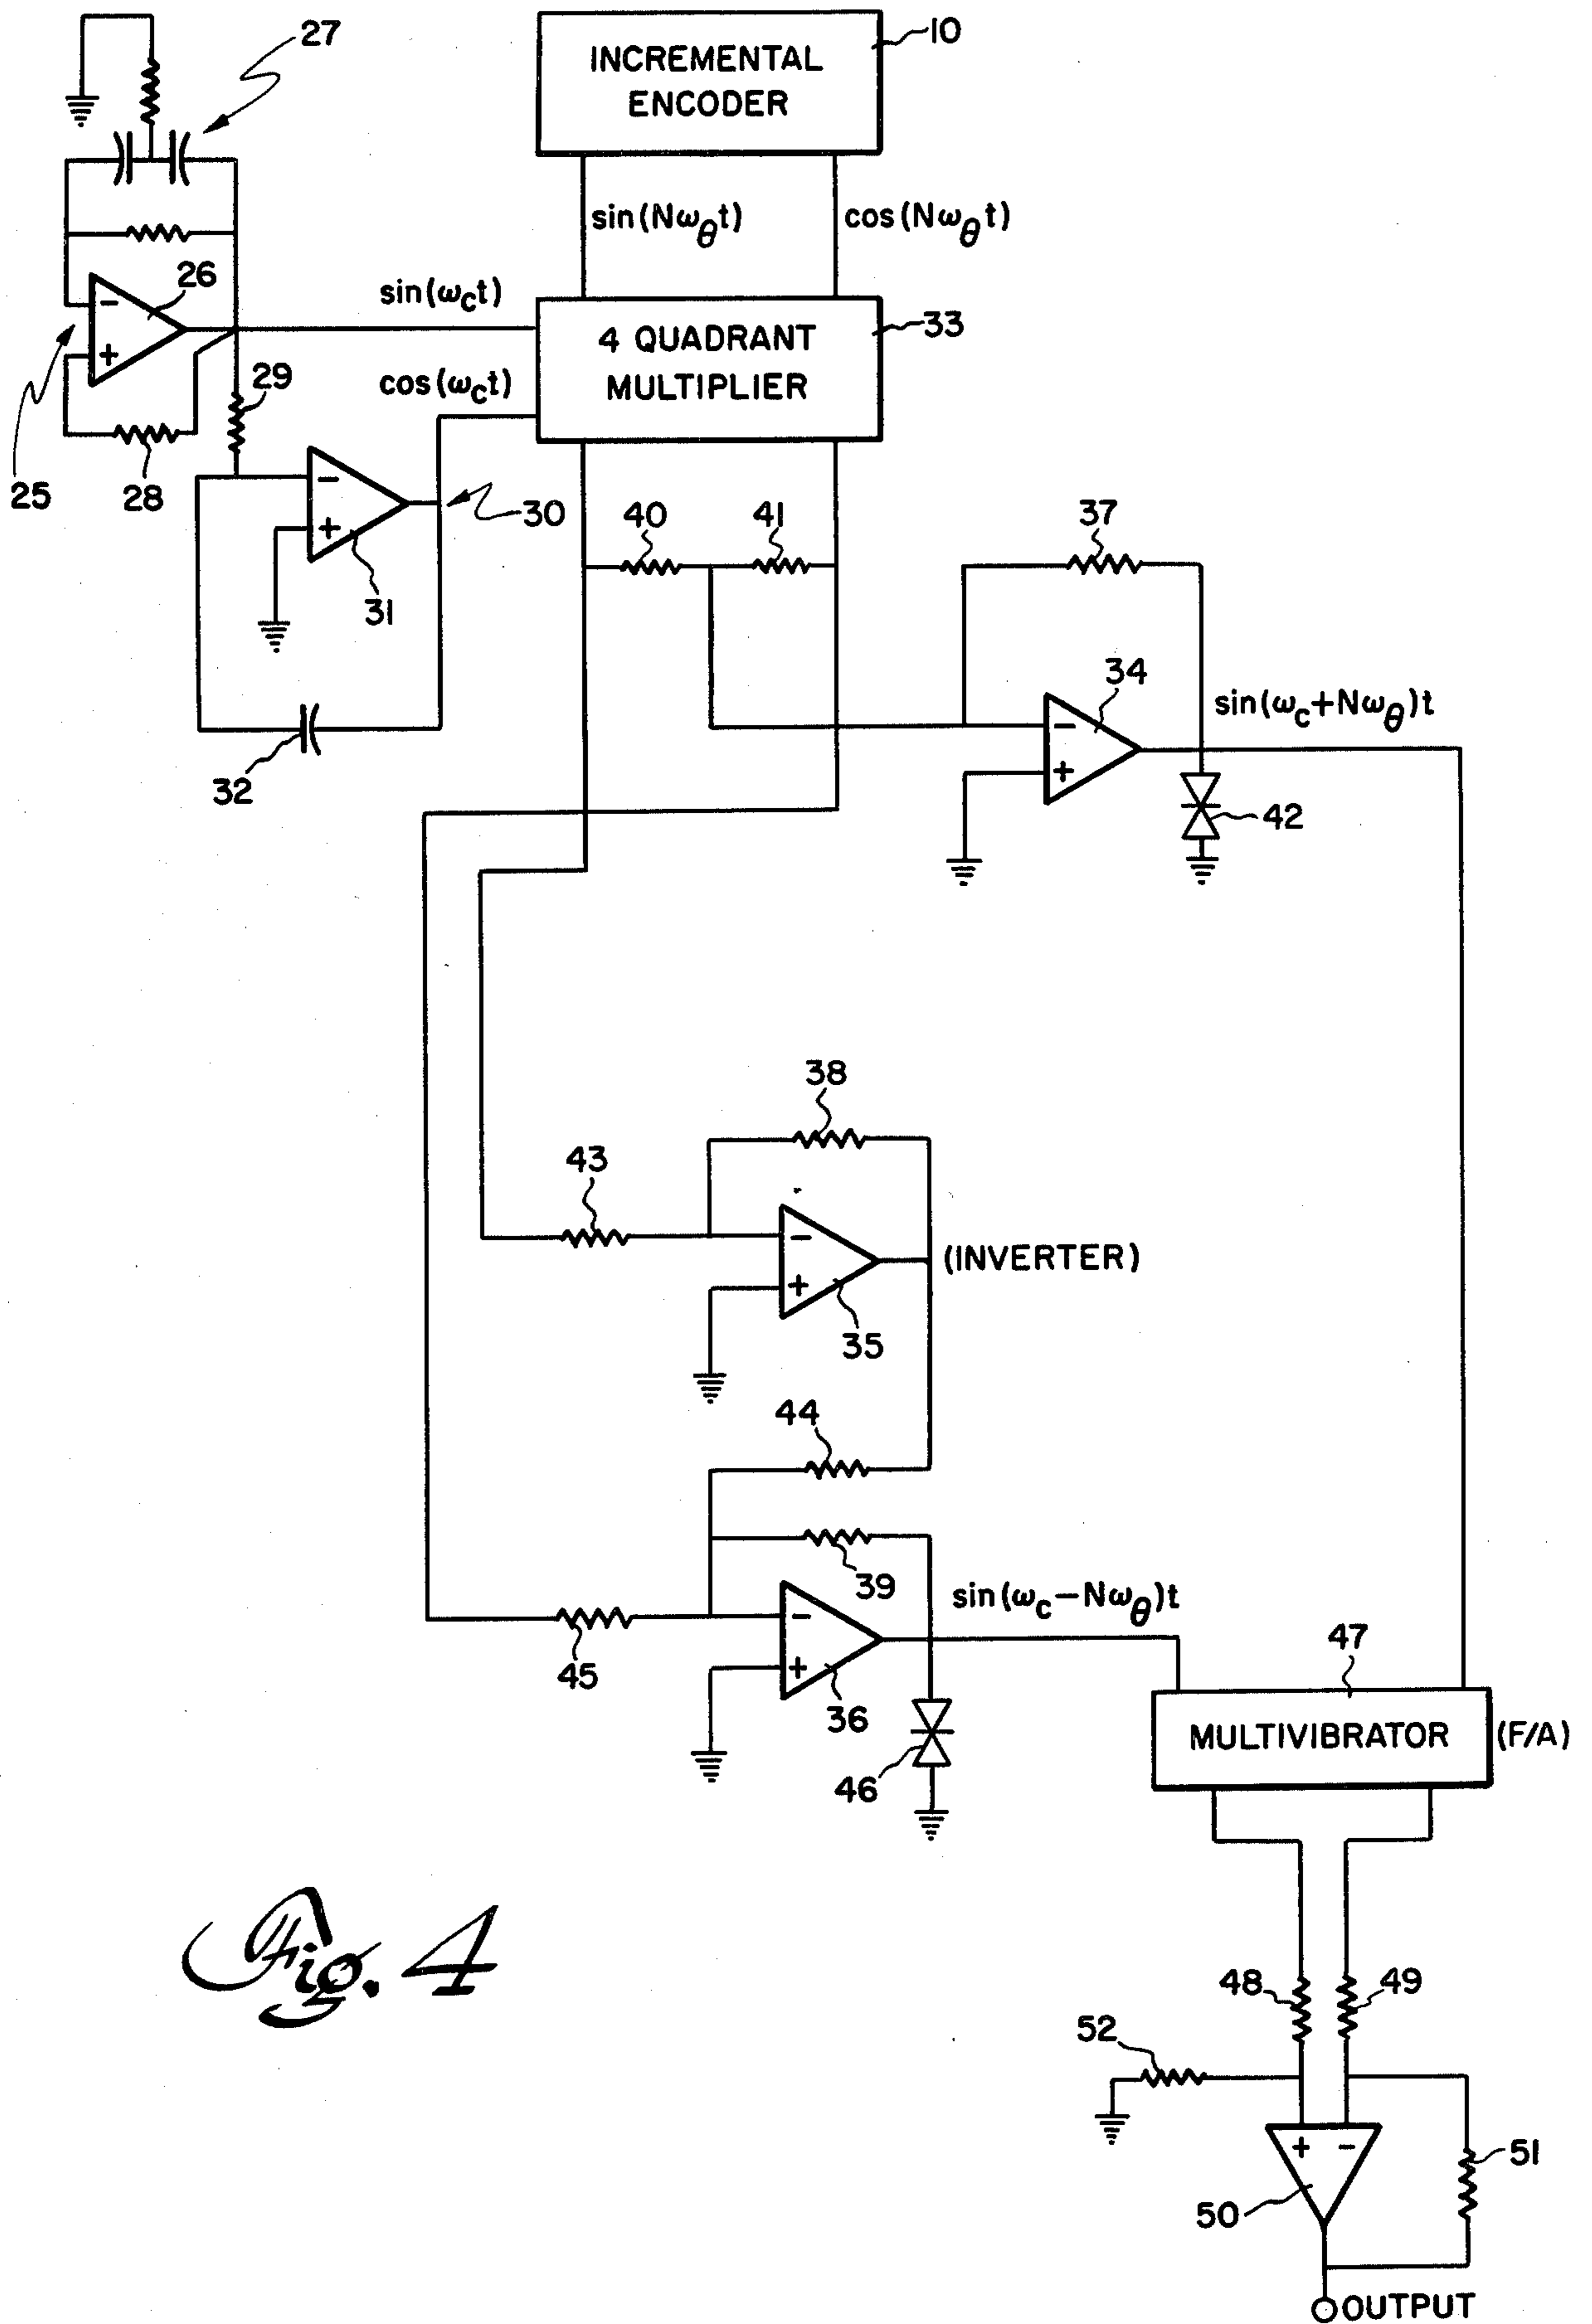 27
10
INCREMENTAL
ENCODER
sin(Nω_θt)
cos(Nω_θt)
26
sin(ω_ct)
−
+
33
4 QUADRANT
MULTIPLIER
cos(ω_ct)
29
25
28
−
+
30
31
32
40
41
37
34
sin(ω_c+Nω_θ)t
−
+
42
38
43
−
+
(INVERTER)
35
44
39
sin(ω_c−Nω_θ)t
−
+
45
36
46
47
MULTIVIBRATOR
(F/A)
Fig. 4
48
49
52
+ −
51
50
OUTPUT